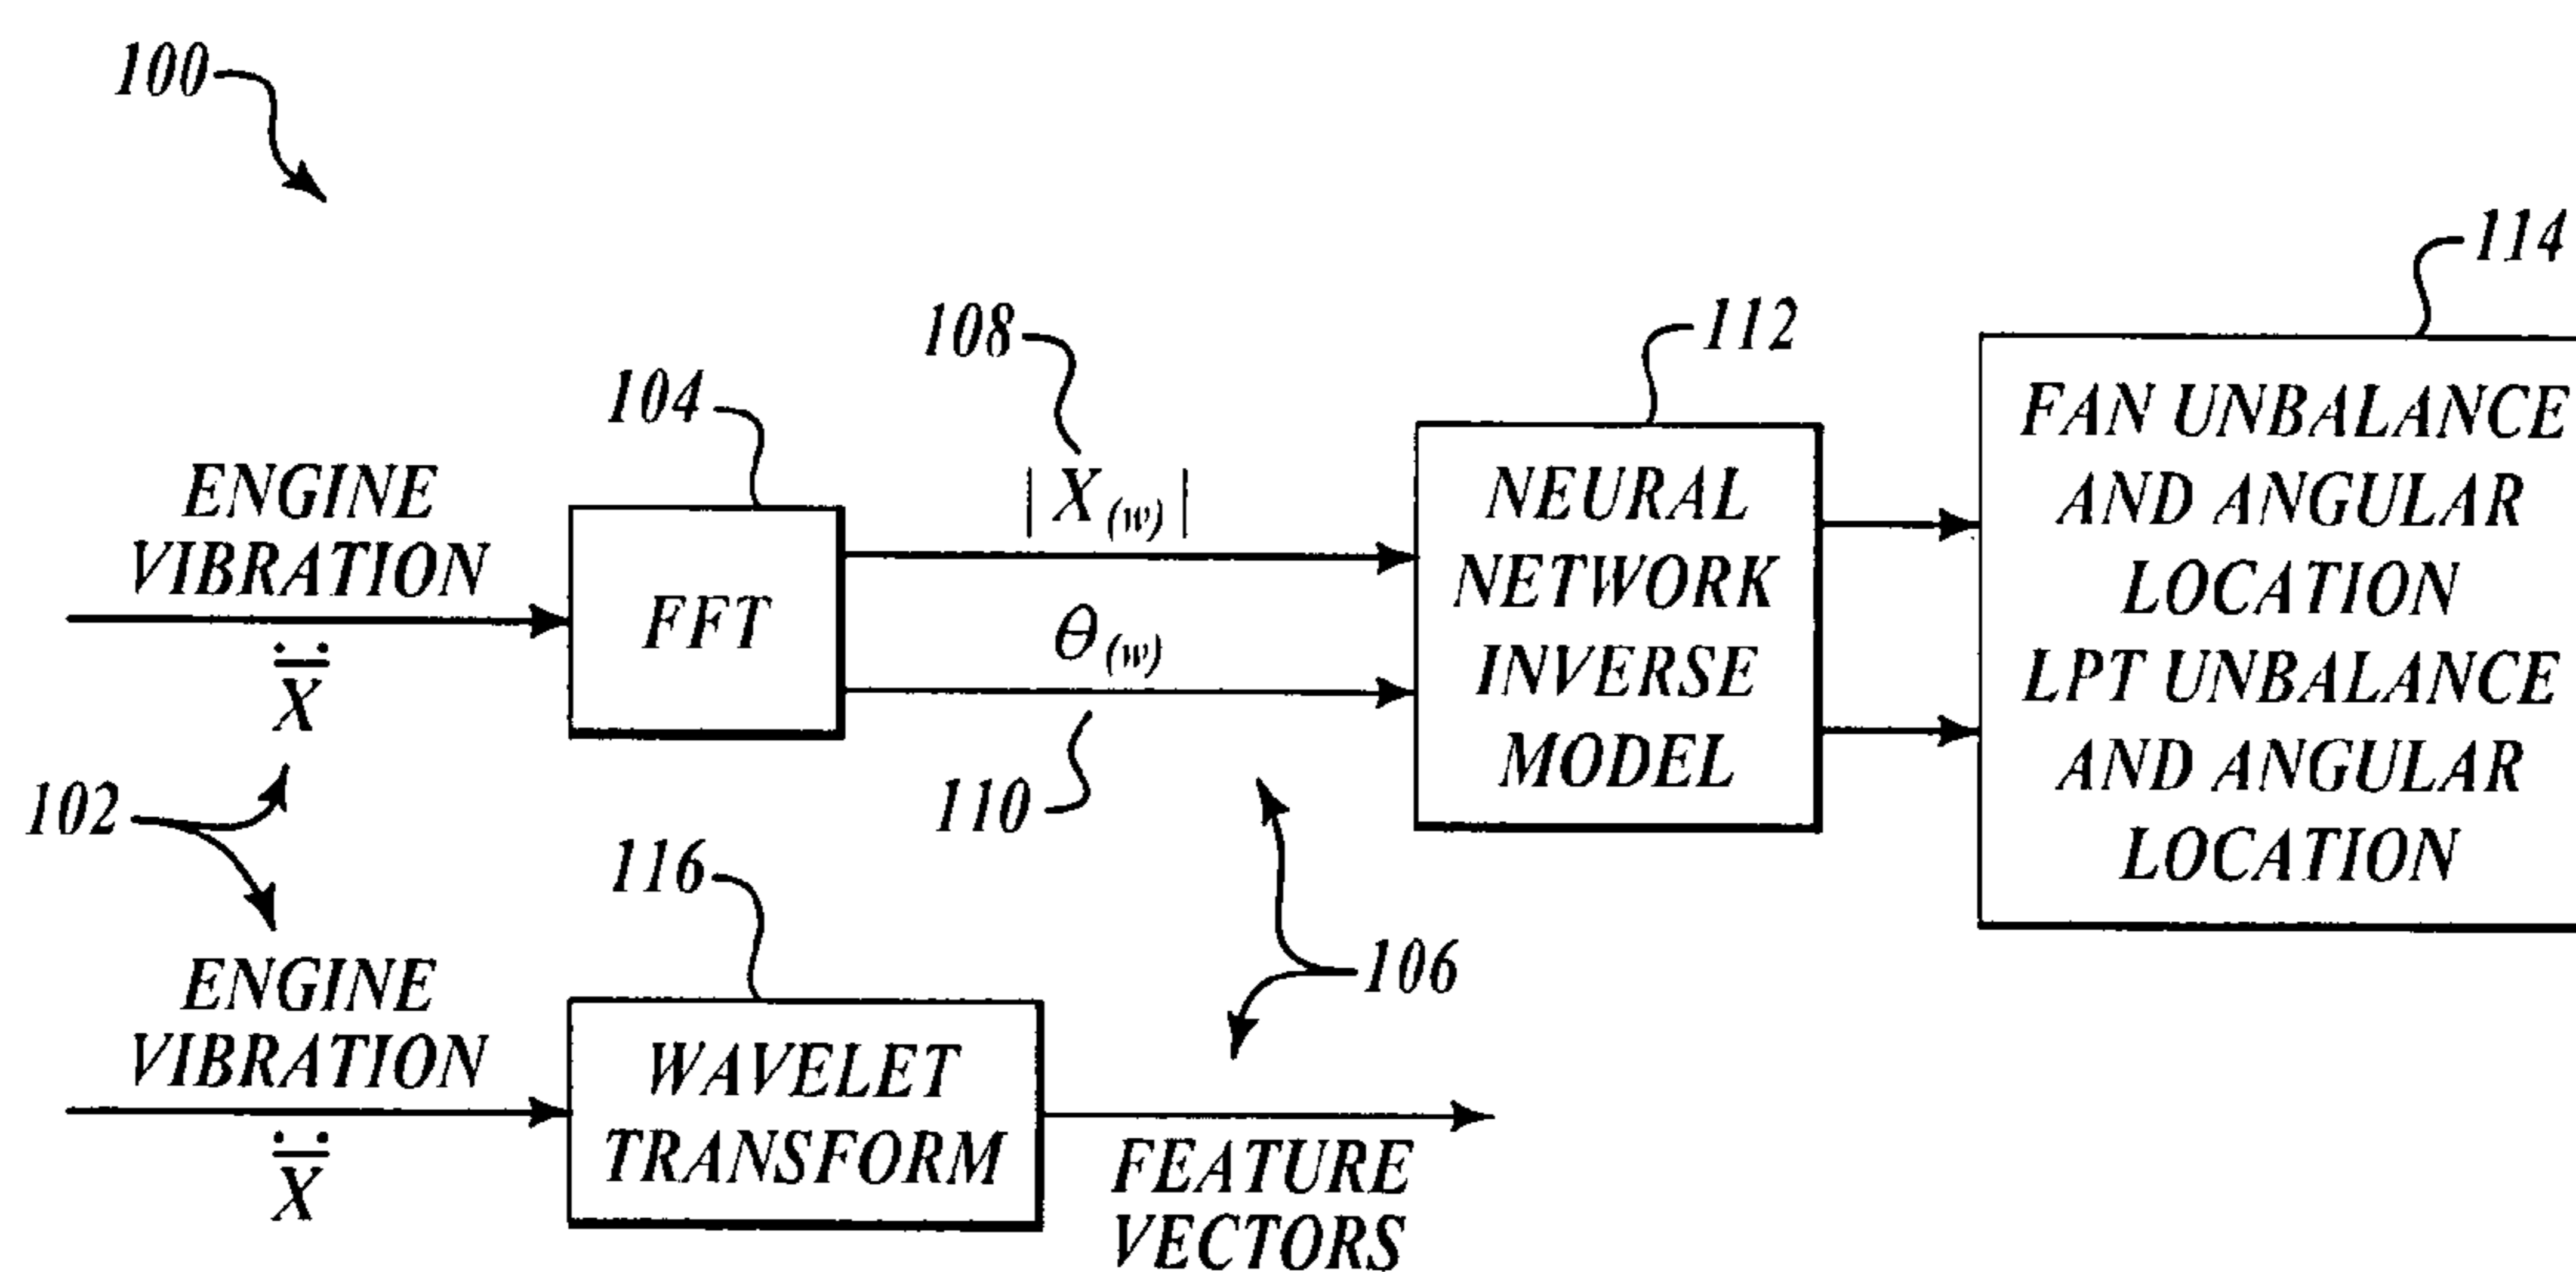 100
114
112
108
104
ENGINE
VIBRATION
Ẍ
FFT
| X(w) |
θ(w)
110
NEURAL
NETWORK
INVERSE
MODEL
FAN UNBALANCE
AND ANGULAR
LOCATION
LPT UNBALANCE
AND ANGULAR
LOCATION
102
116
106
ENGINE
VIBRATION
Ẍ
WAVELET
TRANSFORM
FEATURE
VECTORS